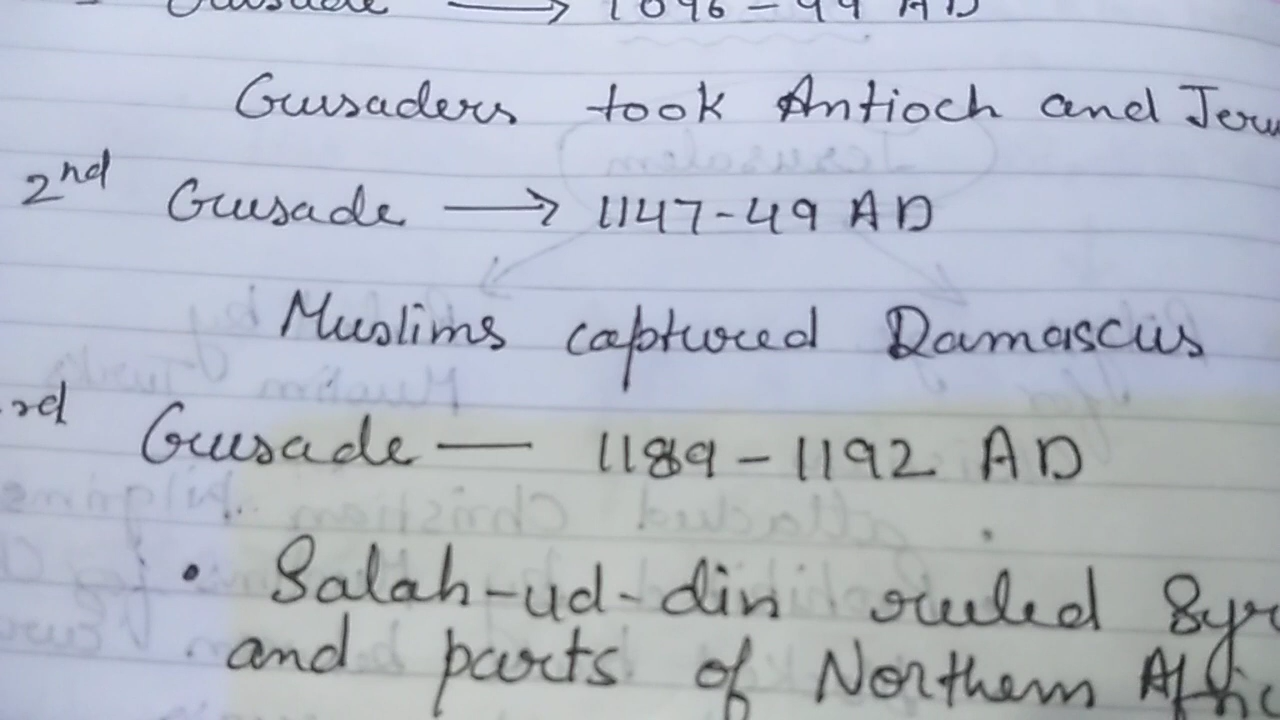 Crusade → 1096-99 AD
Crusaders took Antioch and Jeru
2nd Crusade → 1147-49 AD
Muslims captured Damascus
rd Crusade — 1189-1192 AD
• Salah-ud-din ruled Syr
and parts of Northern Afric